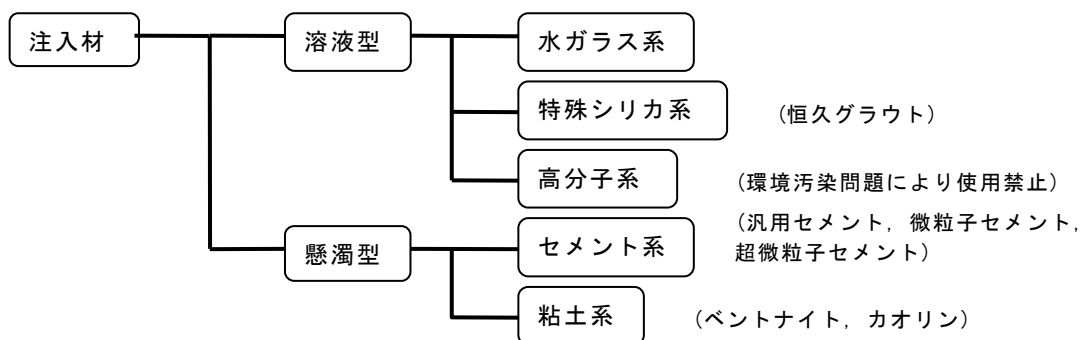 注入材
溶液型
水ガラス系
特殊シリカ系
(恒久グラウト)
高分子系
(環境汚染問題により使用禁止)
懸濁型
セメント系
(汎用セメント，微粒子セメント，
超微粒子セメント)
粘土系
(ベントナイト，カオリン)